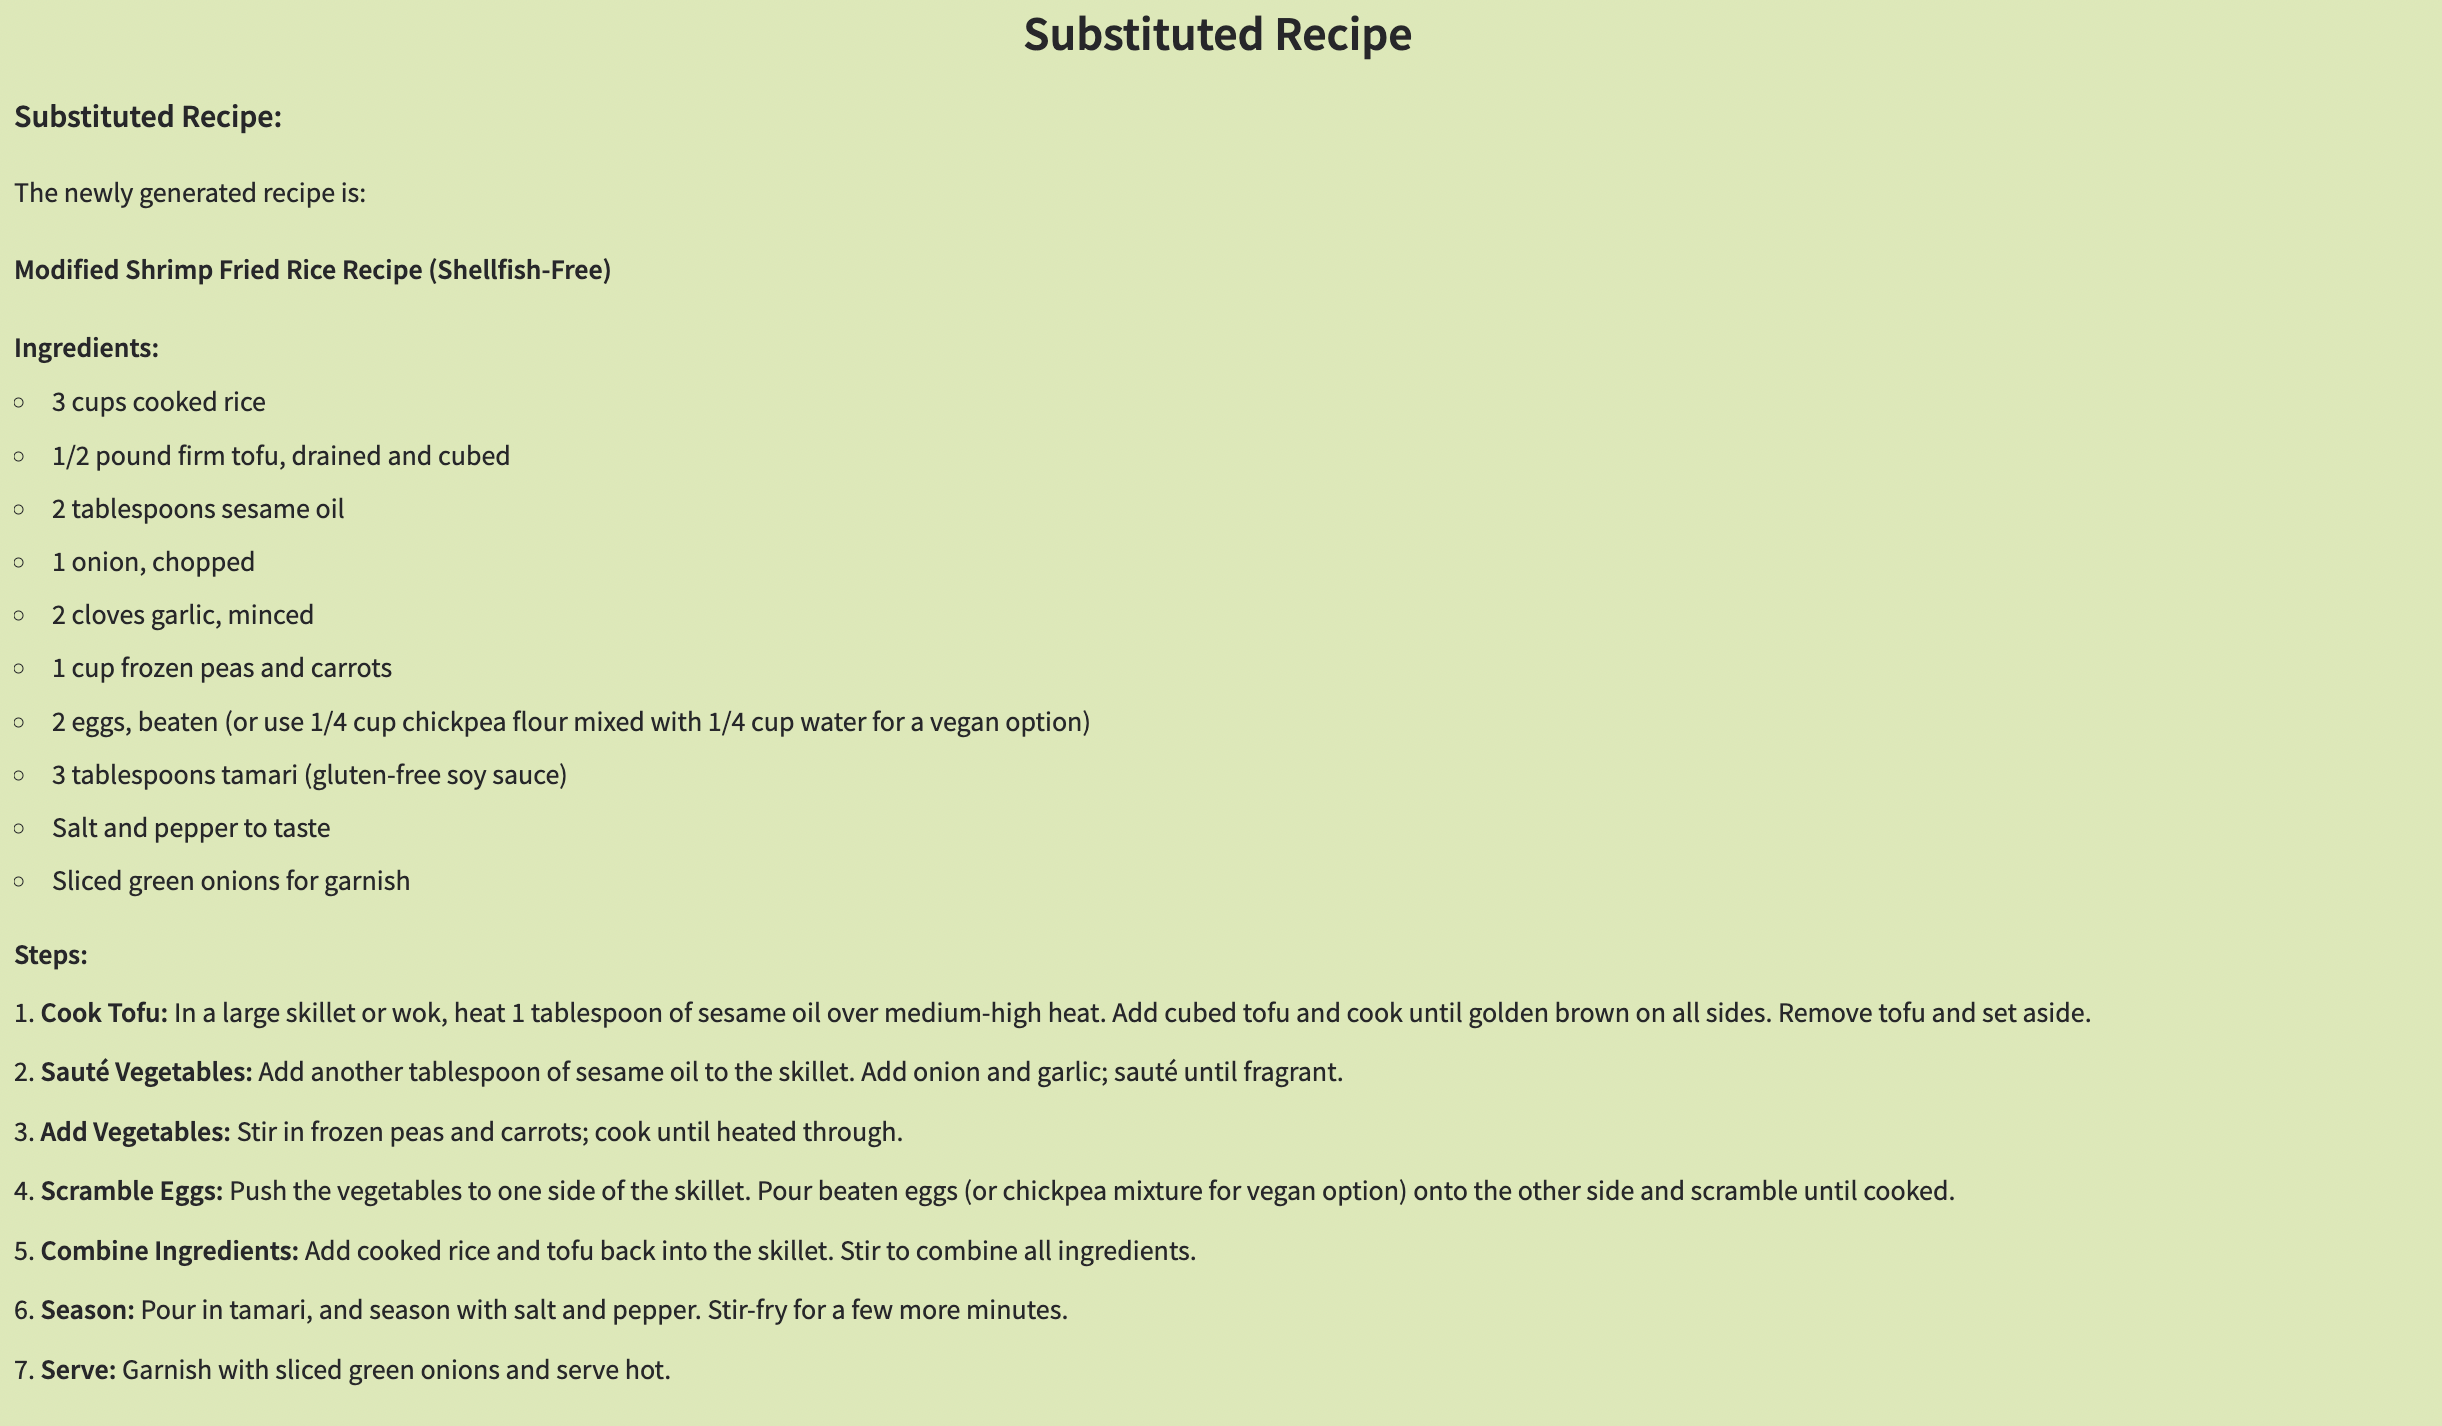 Substituted Recipe
Substituted Recipe:
The newly generated recipe is:
Modified Shrimp Fried Rice Recipe (Shellfish-Free)
Ingredients:
○ 3 cups cooked rice
○ 1/2 pound firm tofu, drained and cubed
○ 2 tablespoons sesame oil
○ 1 onion, chopped
○ 2 cloves garlic, minced
○ 1 cup frozen peas and carrots
○ 2 eggs, beaten (or use 1/4 cup chickpea flour mixed with 1/4 cup water for a vegan option)
○ 3 tablespoons tamari (gluten-free soy sauce)
○ Salt and pepper to taste
○ Sliced green onions for garnish
Steps:
1. Cook Tofu: In a large skillet or wok, heat 1 tablespoon of sesame oil over medium-high heat. Add cubed tofu and cook until golden brown on all sides. Remove tofu and set aside.
2. Sauté Vegetables: Add another tablespoon of sesame oil to the skillet. Add onion and garlic; sauté until fragrant.
3. Add Vegetables: Stir in frozen peas and carrots; cook until heated through.
4. Scramble Eggs: Push the vegetables to one side of the skillet. Pour beaten eggs (or chickpea mixture for vegan option) onto the other side and scramble until cooked.
5. Combine Ingredients: Add cooked rice and tofu back into the skillet. Stir to combine all ingredients.
6. Season: Pour in tamari, and season with salt and pepper. Stir-fry for a few more minutes.
7. Serve: Garnish with sliced green onions and serve hot.